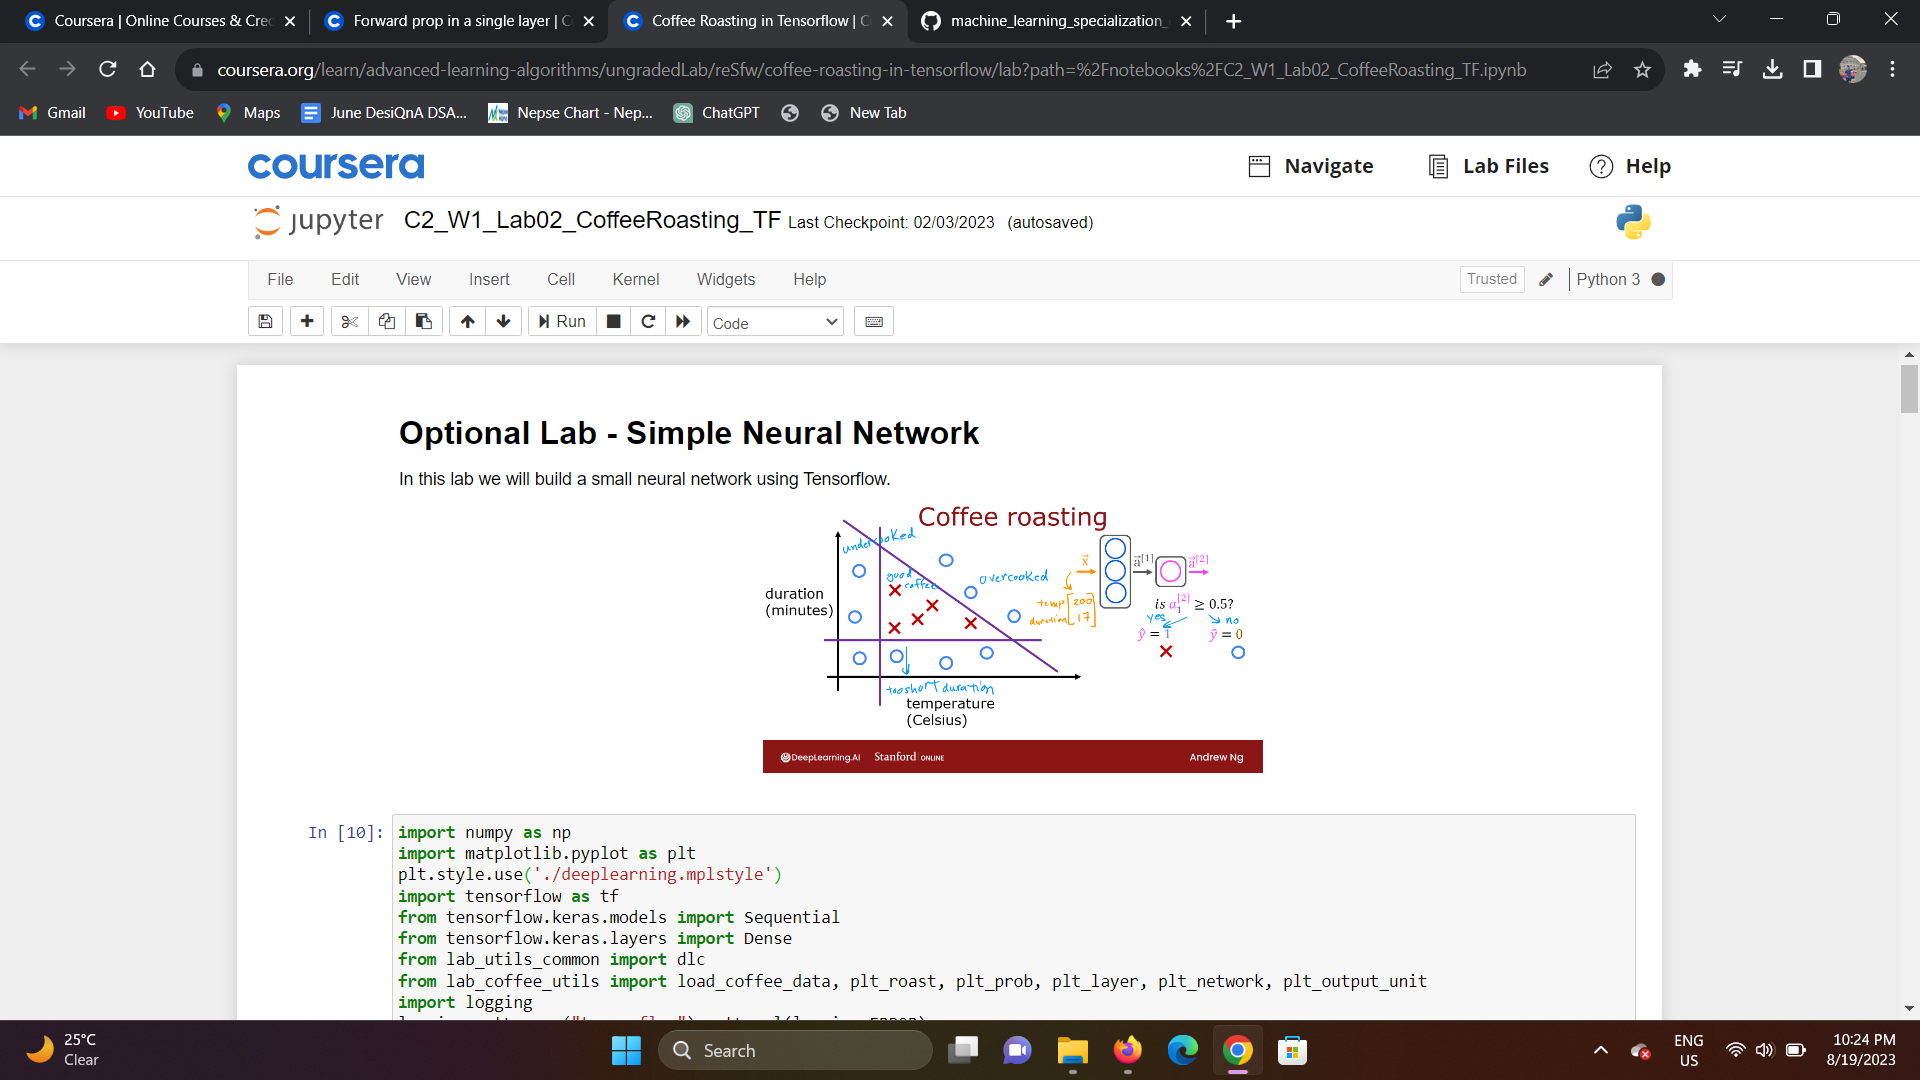 Coursera | Online Courses & Cre
Forward prop in a single layer | C
Coffee Roasting in Tensorflow | C
machine_learning_specialization_
coursera.org/learn/advanced-learning-algorithms/ungradedLab/reSfw/coffee-roasting-in-tensorflow/lab?path=%2Fnotebooks%2FC2_W1_Lab02_CoffeeRoasting_TF.ipynb
Gmail YouTube Maps June DesiQnA DSA... Nepse Chart - Nep... ChatGPT New Tab
coursera
Navigate Lab Files Help
jupyter C2_W1_Lab02_CoffeeRoasting_TF Last Checkpoint: 02/03/2023 (autosaved)
File Edit View Insert Cell Kernel Widgets Help Trusted Python 3
Run Code
Optional Lab - Simple Neural Network
In this lab we will build a small neural network using Tensorflow.
Coffee roasting
undercooked
good coffee
overcooked
duration
(minutes)
too short duration
temperature
(Celsius)
x⃗ a⃗[1] a⃗[2]
temp 200
duration 17
is a₁[2] ≥ 0.5?
yes no
ŷ = 1 ŷ = 0
DeepLearning.AI Stanford ONLINE Andrew Ng
In [10]:
import numpy as np
import matplotlib.pyplot as plt
plt.style.use('./deeplearning.mplstyle')
import tensorflow as tf
from tensorflow.keras.models import Sequential
from tensorflow.keras.layers import Dense
from lab_utils_common import dlc
from lab_coffee_utils import load_coffee_data, plt_roast, plt_prob, plt_layer, plt_network, plt_output_unit
import logging
25°C
Clear
Search
ENG
US
10:24 PM
8/19/2023